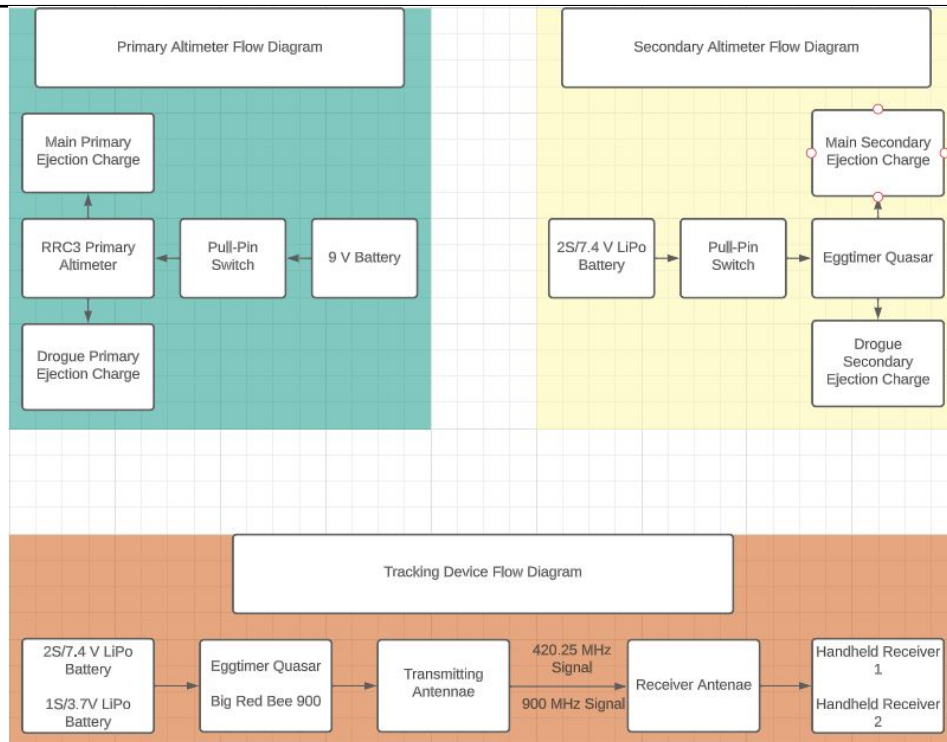 Primary Altimeter Flow Diagram
Secondary Altimeter Flow Diagram
Main Primary
Ejection Charge
RRC3 Primary
Altimeter
Pull-Pin
Switch
9 V Battery
Drogue Primary
Ejection Charge
Main Secondary
Ejection Charge
2S/7.4 V LiPo
Battery
Pull-Pin
Switch
Eggtimer Quasar
Drogue
Secondary
Ejection Charge
Tracking Device Flow Diagram
2S/7.4 V LiPo
Battery
1S/3.7V LiPo
Battery
Eggtimer Quasar
Big Red Bee 900
Transmitting
Antennae
420.25 MHz
Signal
900 MHz Signal
Receiver Antenae
Handheld Receiver
1
Handheld Receiver
2